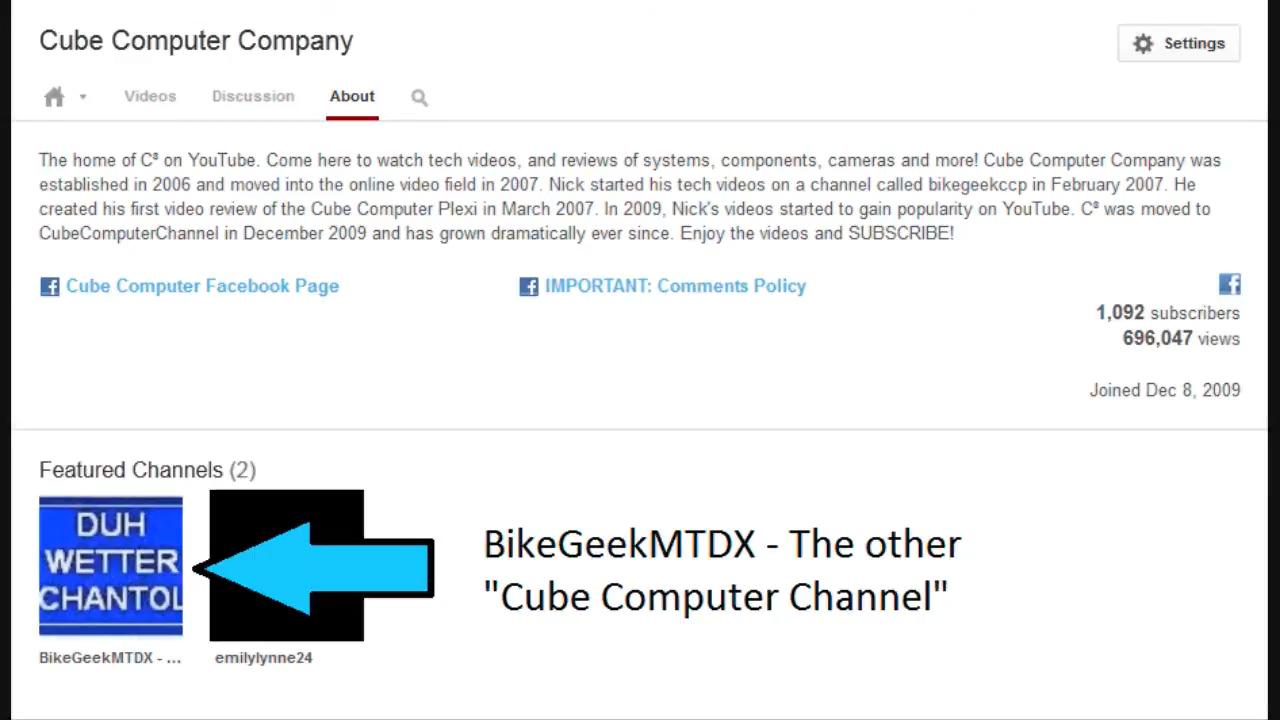 Cube Computer Company
Settings
Videos Discussion About
The home of C³ on YouTube. Come here to watch tech videos, and reviews of systems, components, cameras and more! Cube Computer Company was
established in 2006 and moved into the online video field in 2007. Nick started his tech videos on a channel called bikegeekccp in February 2007. He
created his first video review of the Cube Computer Plexi in March 2007. In 2009, Nick's videos started to gain popularity on YouTube. C³ was moved to
CubeComputerChannel in December 2009 and has grown dramatically ever since. Enjoy the videos and SUBSCRIBE!
Cube Computer Facebook Page
IMPORTANT: Comments Policy
1,092 subscribers
696,047 views
Joined Dec 8, 2009
Featured Channels (2)
DUH
WETTER
CHANTOL
BikeGeekMTDX - The other
"Cube Computer Channel"
BikeGeekMTDX - ...
emilylynne24